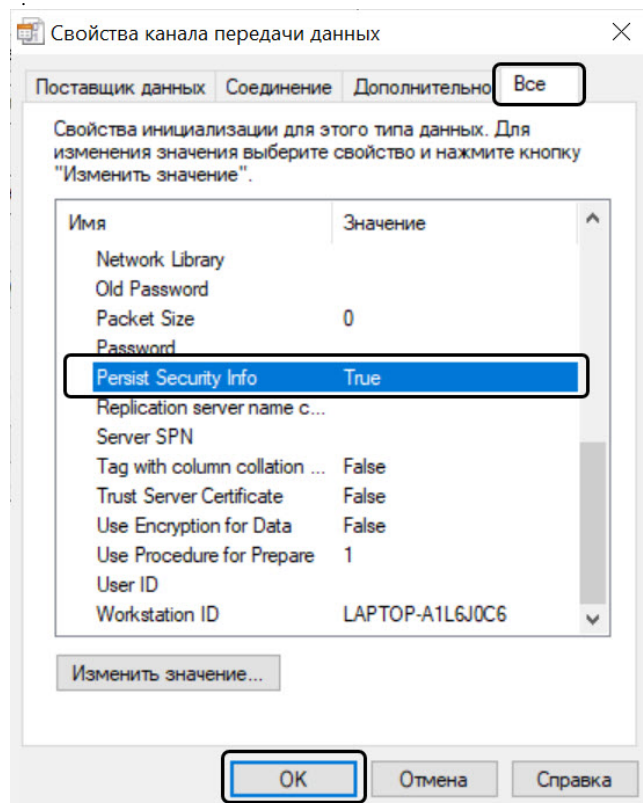 Свойства канала передачи данных
Поставщик данных Соединение Дополнительно Все
Свойства инициализации для этого типа данных. Для
изменения значения выберите свойство и нажмите кнопку
"Изменить значение".
Имя Значение
Network Library
Old Password
Packet Size 0
Password
Persist Security Info True
Replication server name c...
Server SPN
Tag with column collation ... False
Trust Server Certificate False
Use Encryption for Data False
Use Procedure for Prepare 1
User ID
Workstation ID LAPTOP-A1L6J0C6
Изменить значение...
OK Отмена Справка